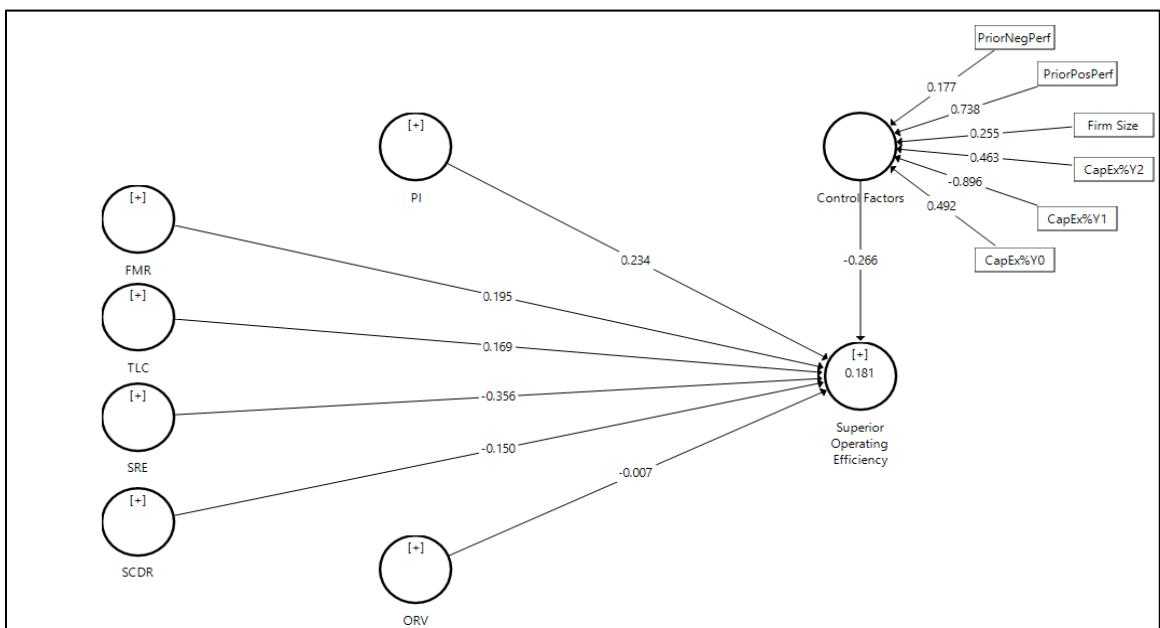 PriorNegPerf
0.177
PriorPosPerf
0.738
Firm Size
0.255
CapEx%Y2
0.463
CapEx%Y1
-0.896
CapEx%Y0
0.492
Control Factors
[+]
PI
[+]
FMR
0.234
-0.266
0.195
[+]
TLC
0.169
[+]
0.181
Superior
Operating
Efficiency
[+]
SRE
-0.356
-0.150
[+]
SCDR
-0.007
[+]
ORV